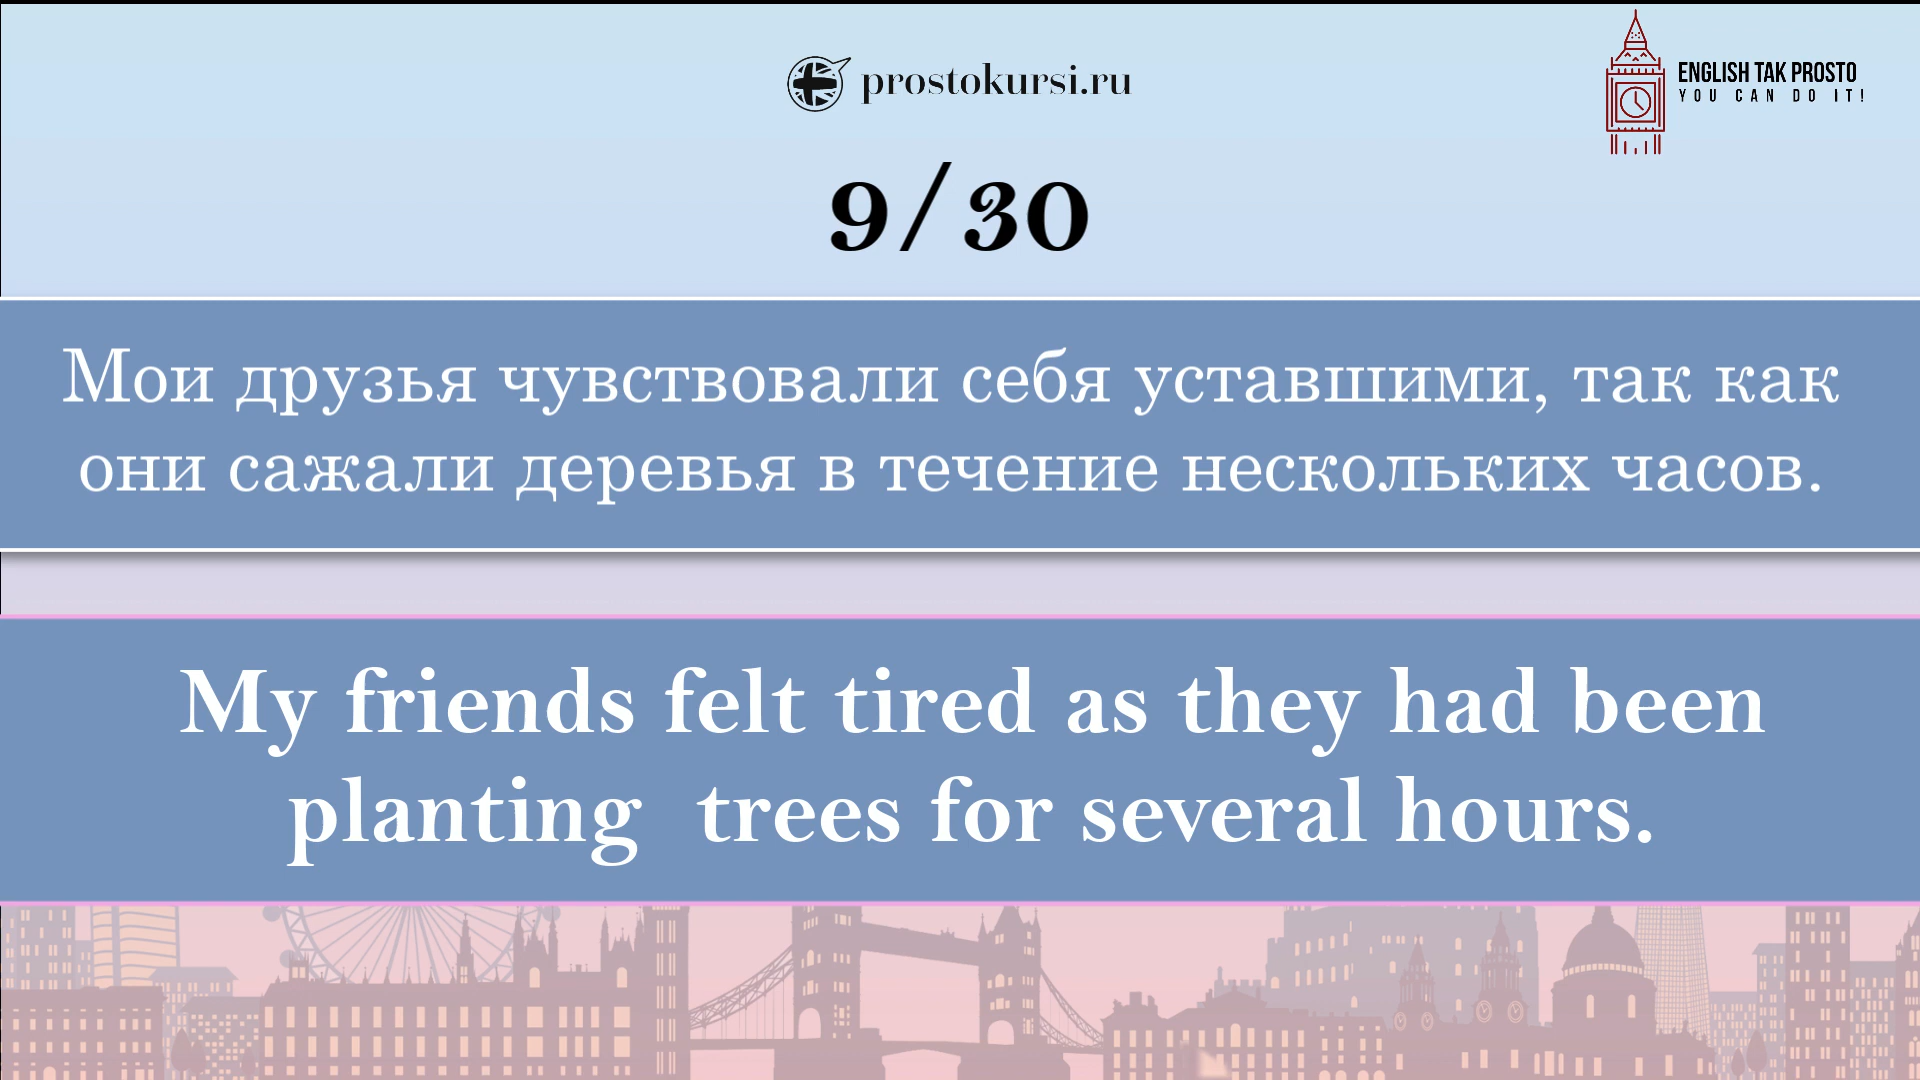 prostokursi.ru
ENGLISH TAK PROSTO
YOU CAN DO IT!
9/30
Мои друзья чувствовали себя уставшими, так как
они сажали деревья в течение нескольких часов.
My friends felt tired as they had been
planting  trees for several hours.